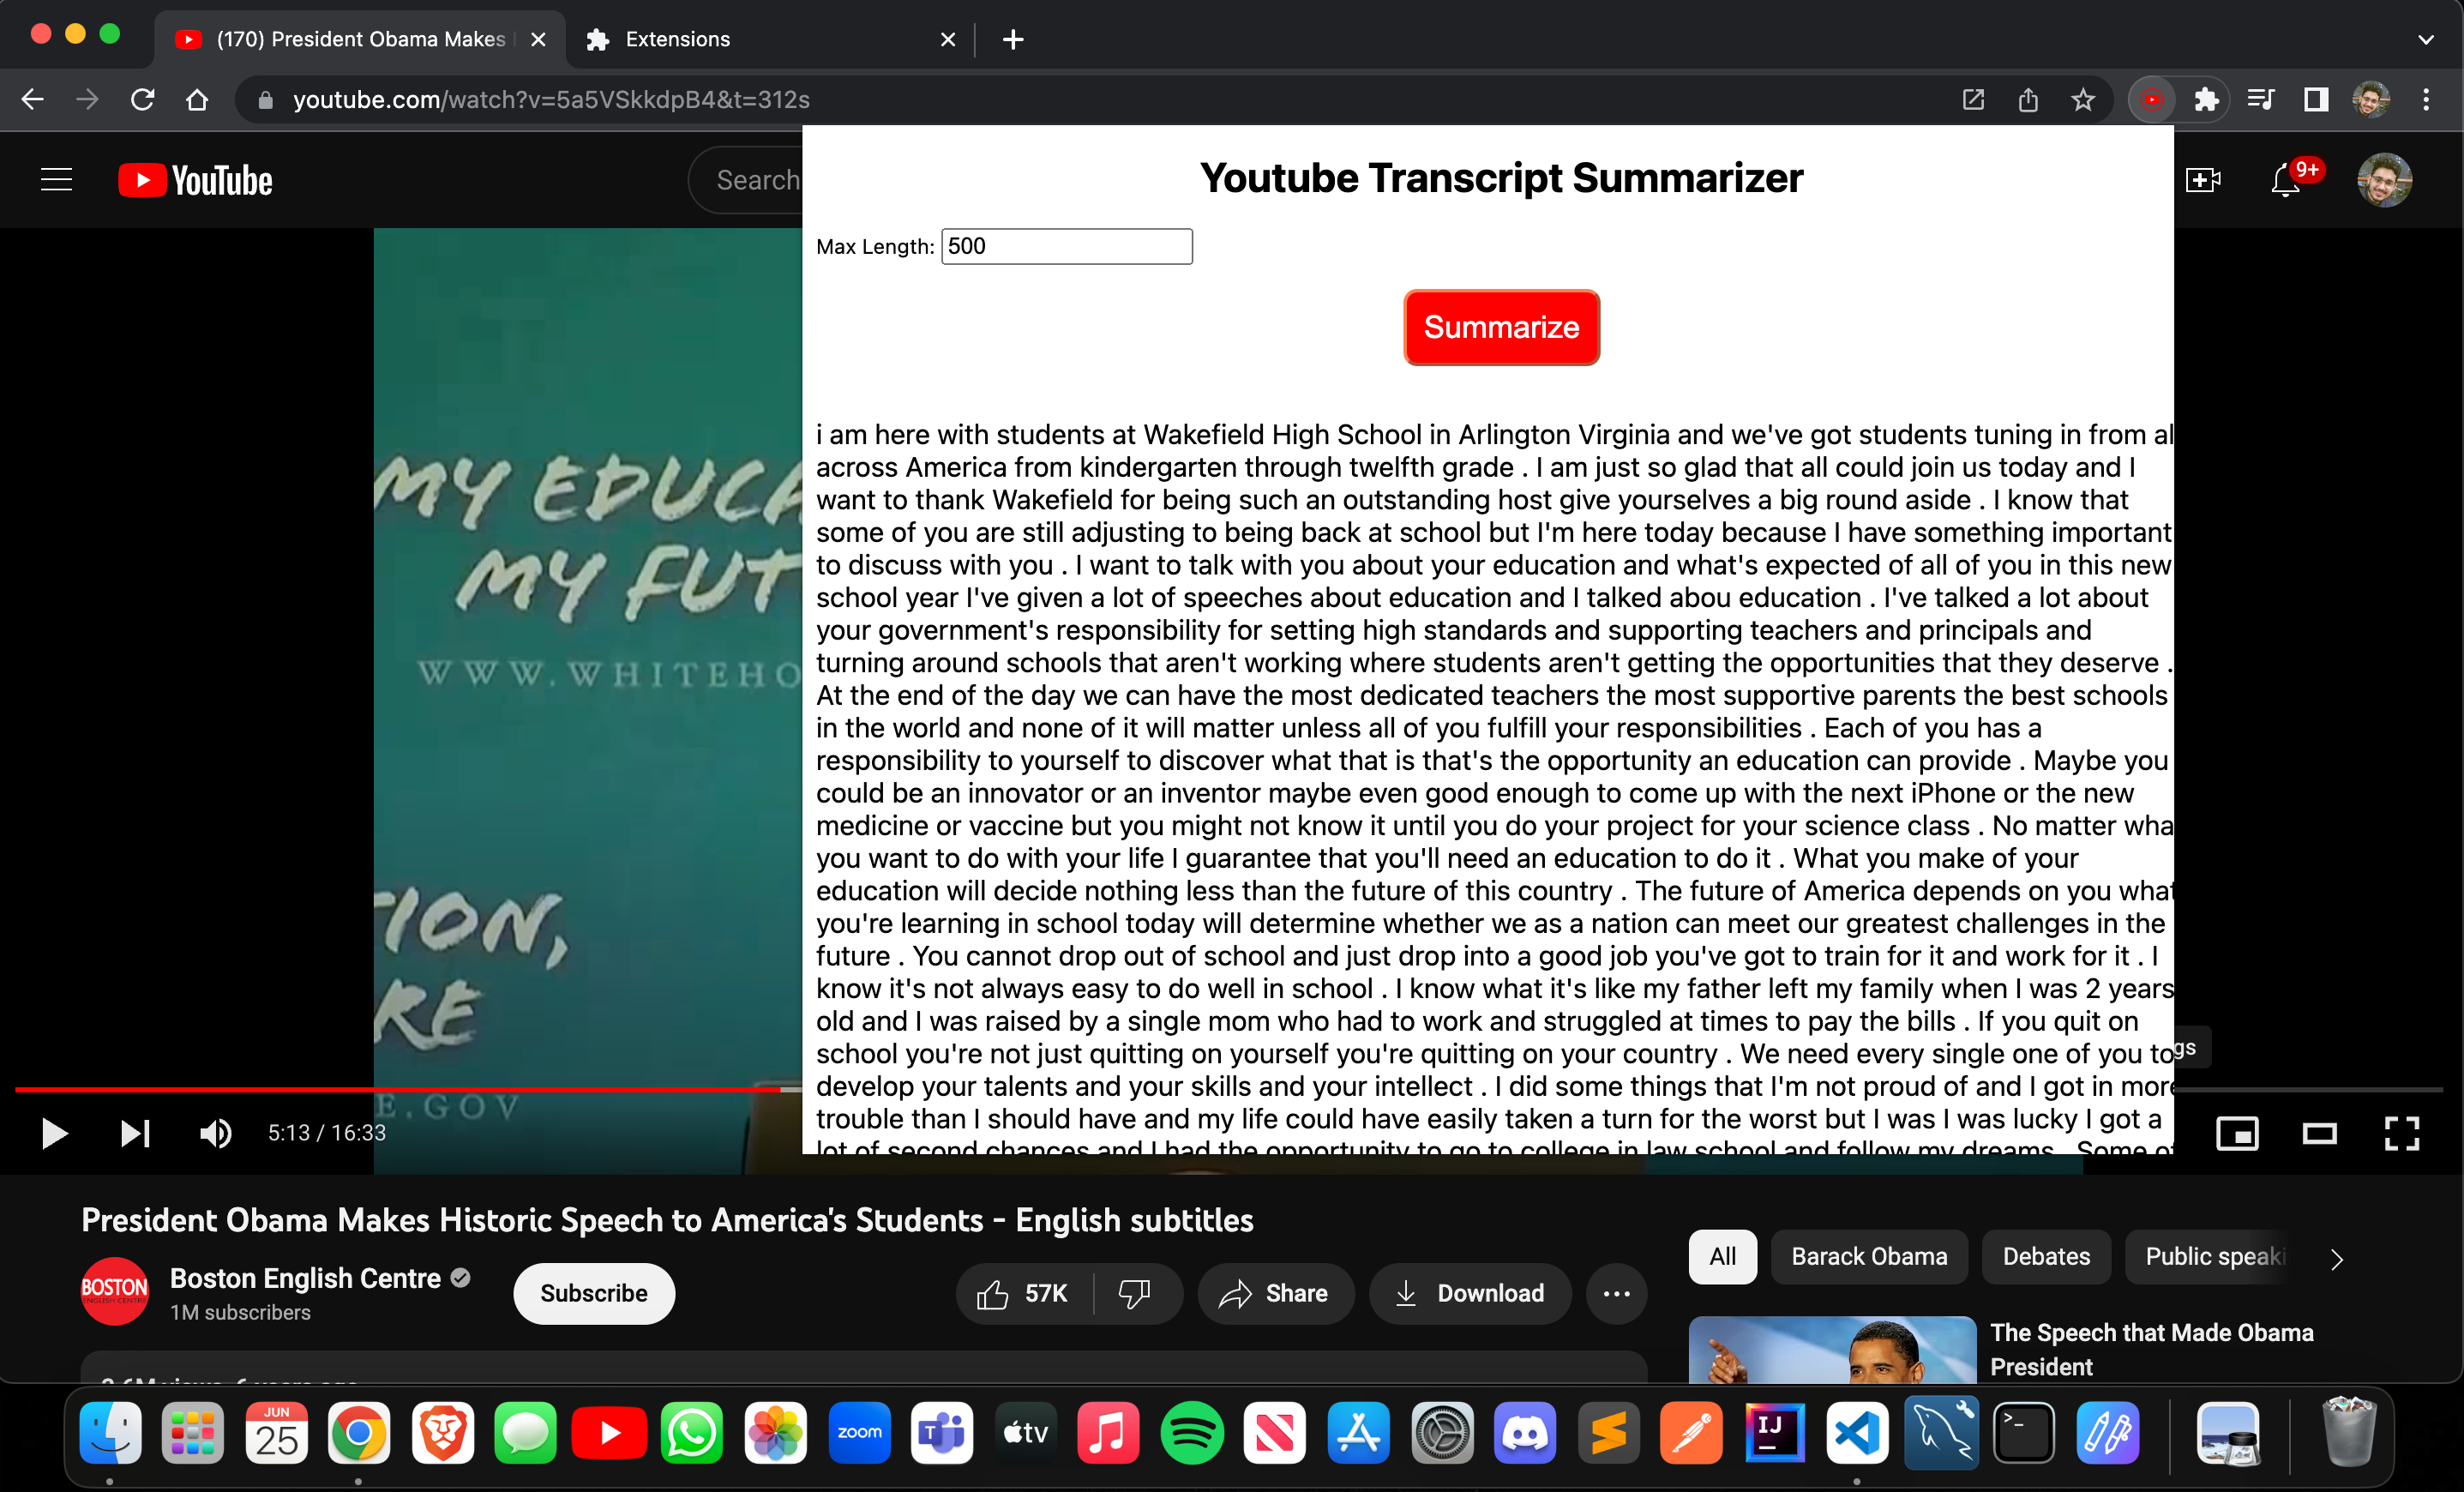 (170) President Obama Makes
Extensions
youtube.com/watch?v=5a5VSkkdpB4&t=312s
YouTube
Search
9+
Youtube Transcript Summarizer
Max Length: 500
Summarize
i am here with students at Wakefield High School in Arlington Virginia and we've got students tuning in from al
across America from kindergarten through twelfth grade . I am just so glad that all could join us today and I
want to thank Wakefield for being such an outstanding host give yourselves a big round aside . I know that
some of you are still adjusting to being back at school but I'm here today because I have something important
to discuss with you . I want to talk with you about your education and what's expected of all of you in this new
school year I've given a lot of speeches about education and I talked abou education . I've talked a lot about
your government's responsibility for setting high standards and supporting teachers and principals and
turning around schools that aren't working where students aren't getting the opportunities that they deserve .
At the end of the day we can have the most dedicated teachers the most supportive parents the best schools
in the world and none of it will matter unless all of you fulfill your responsibilities . Each of you has a
responsibility to yourself to discover what that is that's the opportunity an education can provide . Maybe you
could be an innovator or an inventor maybe even good enough to come up with the next iPhone or the new
medicine or vaccine but you might not know it until you do your project for your science class . No matter wha
you want to do with your life I guarantee that you'll need an education to do it . What you make of your
education will decide nothing less than the future of this country . The future of America depends on you what
you're learning in school today will determine whether we as a nation can meet our greatest challenges in the
future . You cannot drop out of school and just drop into a good job you've got to train for it and work for it . I
know it's not always easy to do well in school . I know what it's like my father left my family when I was 2 years
old and I was raised by a single mom who had to work and struggled at times to pay the bills . If you quit on
school you're not just quitting on yourself you're quitting on your country . We need every single one of you to
develop your talents and your skills and your intellect . I did some things that I'm not proud of and I got in more
trouble than I should have and my life could have easily taken a turn for the worst but I was I was lucky I got a
lot of second chances and I had the opportunity to go to college in law school and follow my dreams . Some of
MY EDUCA
MY FUT
WWW.WHITEHO
TION,
RE
E.GOV
gs
5:13 / 16:33
President Obama Makes Historic Speech to America's Students - English subtitles
BOSTON
ENGLISH CENTRE
Boston English Centre
1M subscribers
Subscribe
57K
Share
Download
All
Barack Obama
Debates
Public speaki
The Speech that Made Obama
President
JUN
25
zoom
tv
IJ